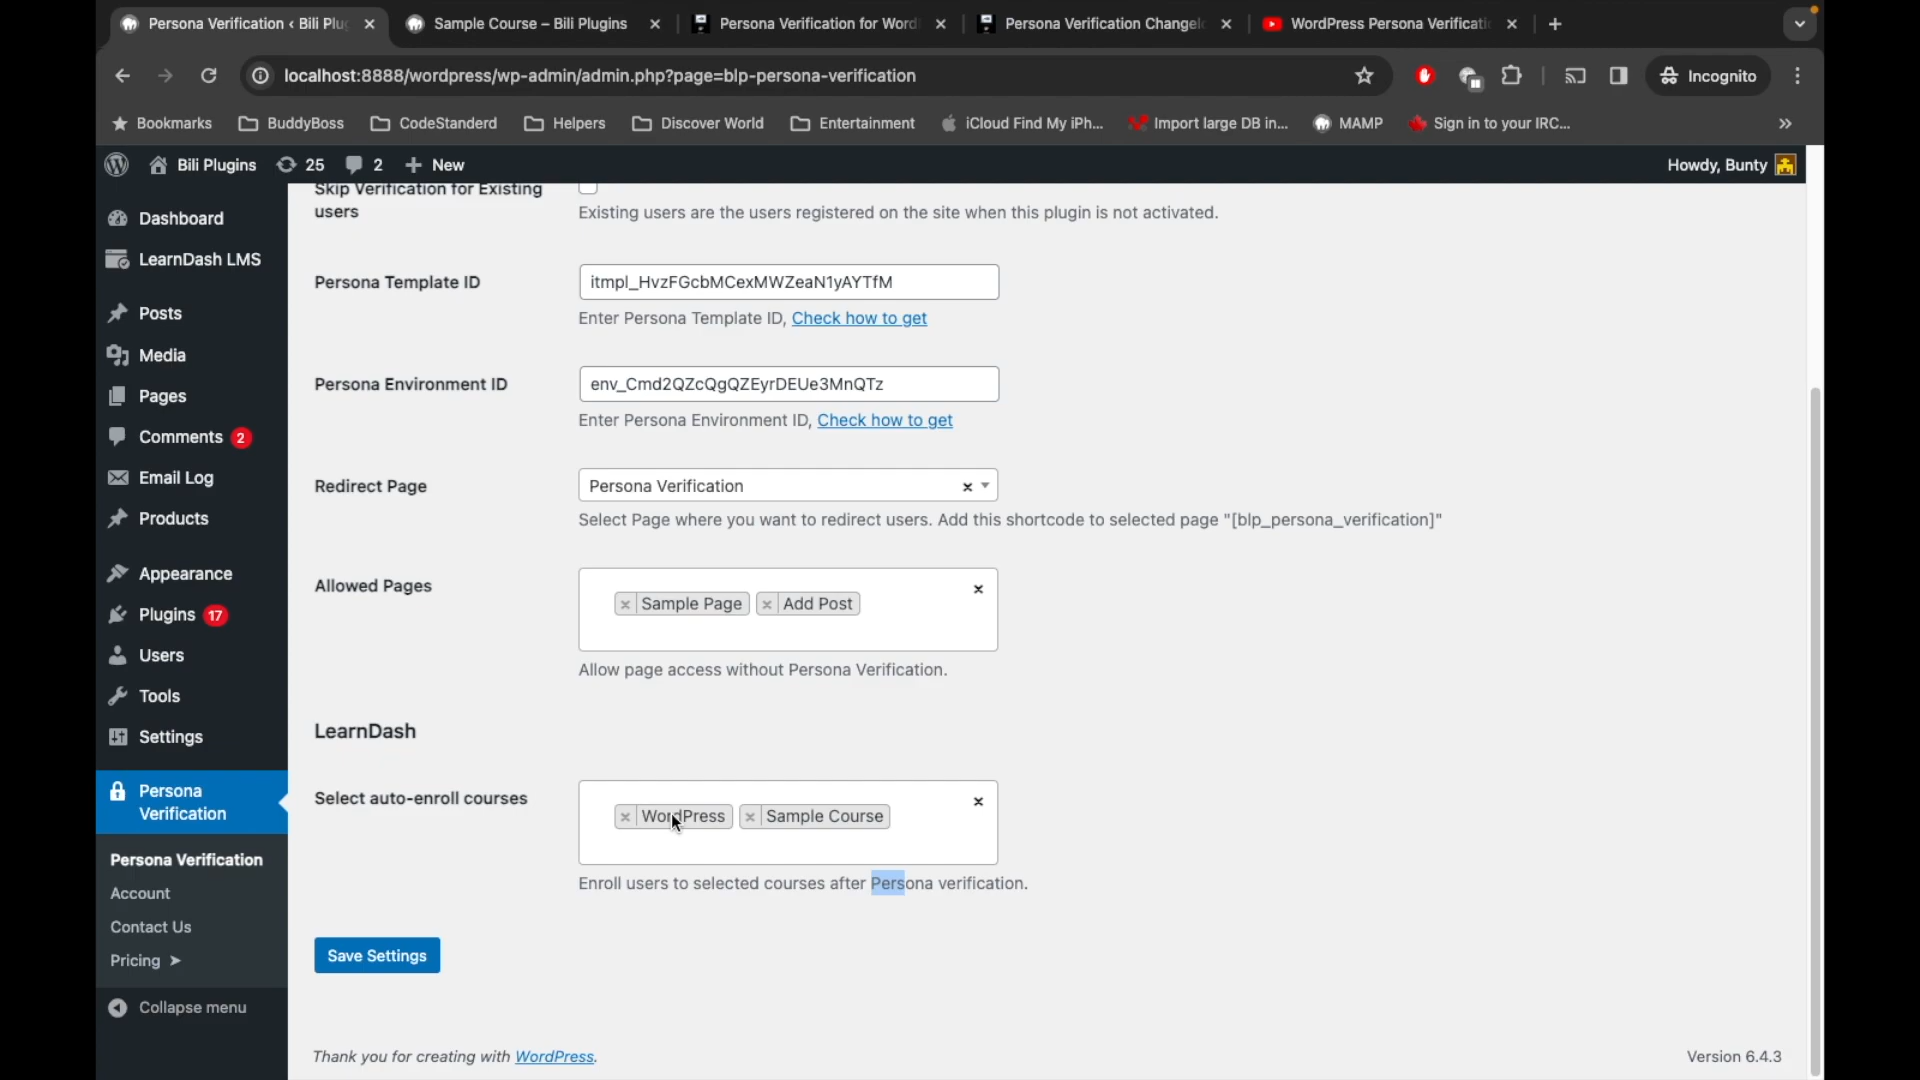 Persona Verification ‹ Bili Plug
Sample Course – Bili Plugins
Persona Verification for Word
Persona Verification Changelo
WordPress Persona Verificati
localhost:8888/wordpress/wp-admin/admin.php?page=blp-persona-verification
Incognito
Bookmarks
BuddyBoss
CodeStanderd
Helpers
Discover World
Entertainment
iCloud Find My iPh...
Import large DB in...
MAMP
Sign in to your IRC...
»
Bili Plugins
25
2
New
Howdy, Bunty
Dashboard
LearnDash LMS
Posts
Media
Pages
Comments 2
Email Log
Products
Appearance
Plugins 17
Users
Tools
Settings
Persona
Verification
Persona Verification
Account
Contact Us
Pricing ➤
Collapse menu
Skip Verification for Existing
users
Existing users are the users registered on the site when this plugin is not activated.
Persona Template ID
itmpl_HvzFGcbMCexMWZeaN1yAYTfM
Enter Persona Template ID, Check how to get
Persona Environment ID
env_Cmd2QZcQgQZEyrDEUe3MnQTz
Enter Persona Environment ID, Check how to get
Redirect Page
Persona Verification ×
Select Page where you want to redirect users. Add this shortcode to selected page "[blp_persona_verification]"
Allowed Pages
×
× Sample Page × Add Post
Allow page access without Persona Verification.
LearnDash
Select auto-enroll courses
×
× WordPress × Sample Course
Enroll users to selected courses after Persona verification.
Save Settings
Thank you for creating with WordPress.
Version 6.4.3